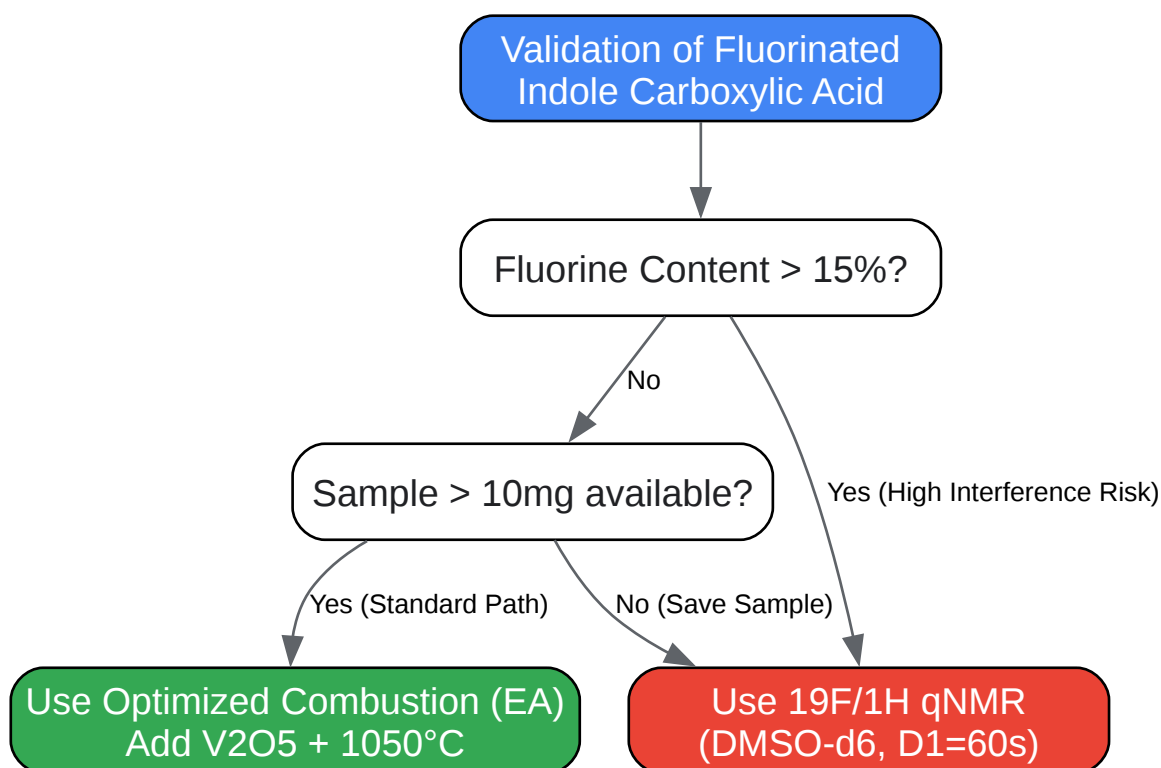 Validation of Fluorinated
Indole Carboxylic Acid
Fluorine Content > 15%?
No
Sample > 10mg available?
Yes (High Interference Risk)
Yes (Standard Path)
No (Save Sample)
Use Optimized Combustion (EA)
Add V2O5 + 1050°C
Use 19F/1H qNMR
(DMSO-d6, D1=60s)